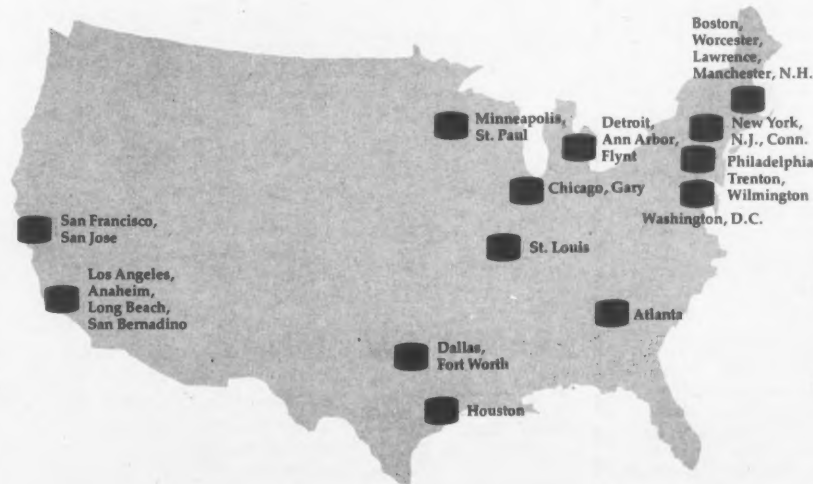 Boston,
Worcester,
Lawrence,
Manchester, N.H.
Minneapolis,
St. Paul
Detroit,
Ann Arbor,
Flynt
New York,
N.J., Conn.
Philadelphia
Trenton,
Wilmington
Chicago, Gary
Washington, D.C.
San Francisco,
San Jose
St. Louis
Los Angeles,
Anaheim,
Long Beach,
San Bernadino
Atlanta
Dallas,
Fort Worth
Houston